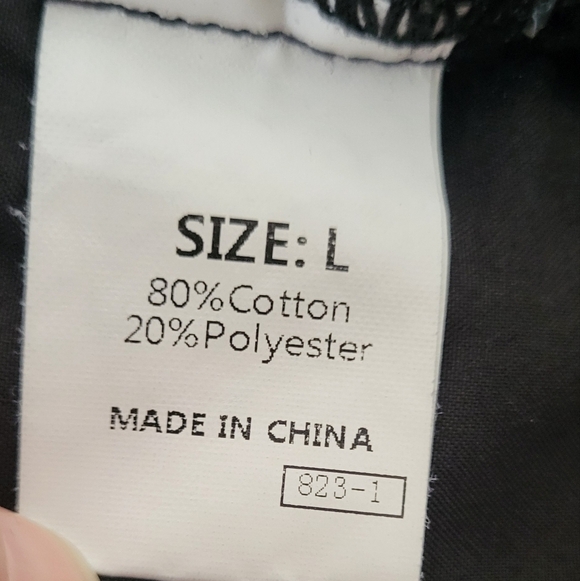 SIZE: L
80%Cotton
20%Polyester
MADE IN CHINA
823-1